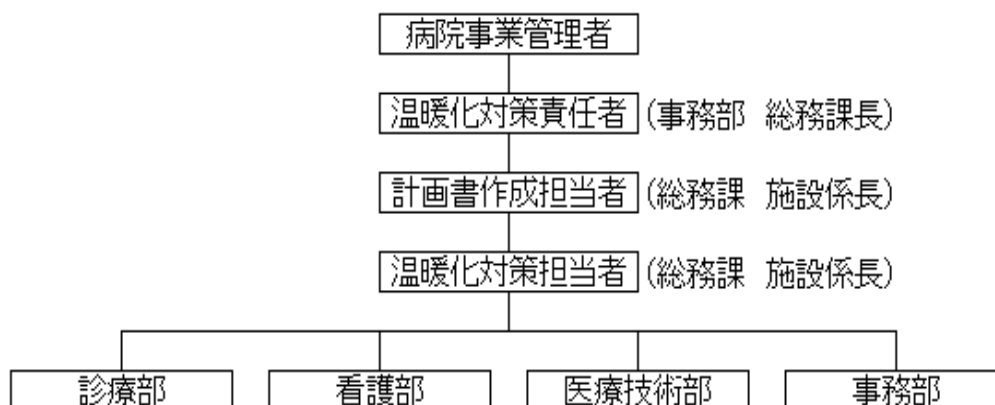 病院事業管理者
温暖化対策責任者 (事務部 総務課長)
計画書作成担当者 (総務課 施設係長)
温暖化対策担当者 (総務課 施設係長)
診療部 看護部 医療技術部 事務部